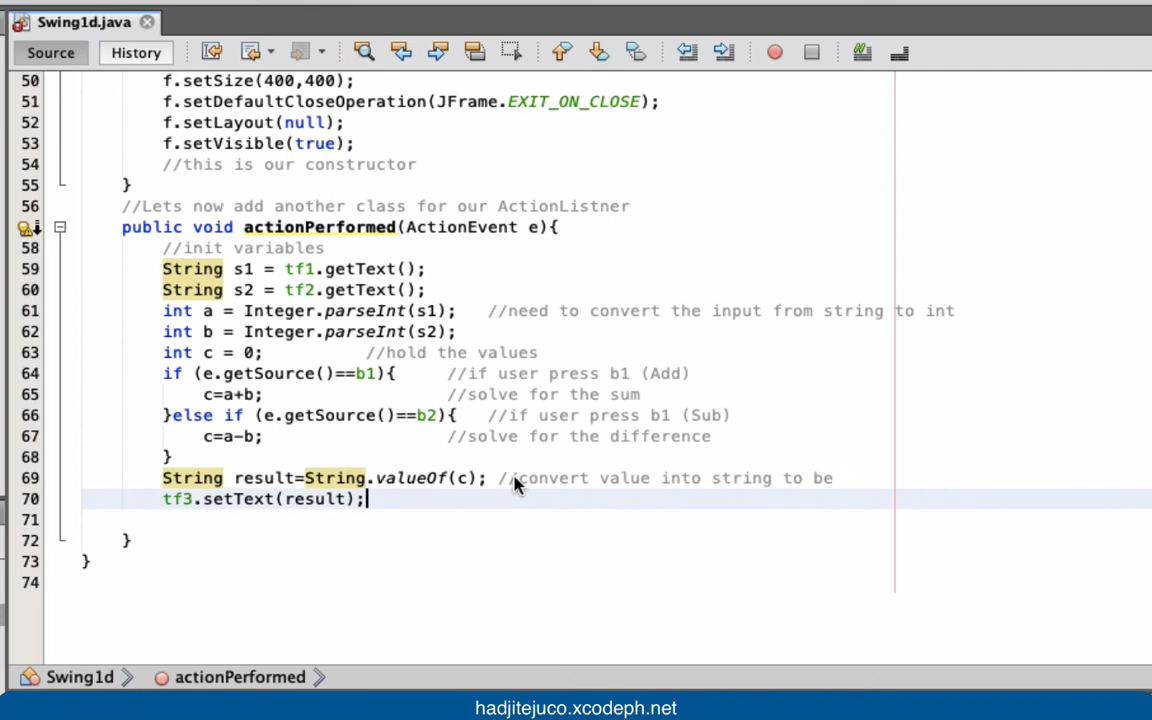 Swing1d.java
Source History
50 f.setSize(400,400);
51 f.setDefaultCloseOperation(JFrame.EXIT_ON_CLOSE);
52 f.setLayout(null);
53 f.setVisible(true);
54 //this is our constructor
55 }
56 //Lets now add another class for our ActionListner
public void actionPerformed(ActionEvent e){
58 //init variables
59 String s1 = tf1.getText();
60 String s2 = tf2.getText();
61 int a = Integer.parseInt(s1); //need to convert the input from string to int
62 int b = Integer.parseInt(s2);
63 int c = 0; //hold the values
64 if (e.getSource()==b1){ //if user press b1 (Add)
65 c=a+b; //solve for the sum
66 }else if (e.getSource()==b2){ //if user press b1 (Sub)
67 c=a-b; //solve for the difference
68 }
69 String result=String.valueOf(c); //convert value into string to be
70 tf3.setText(result);
71
72 }
73 }
74
Swing1d actionPerformed
hadjitejuco.xcodeph.net